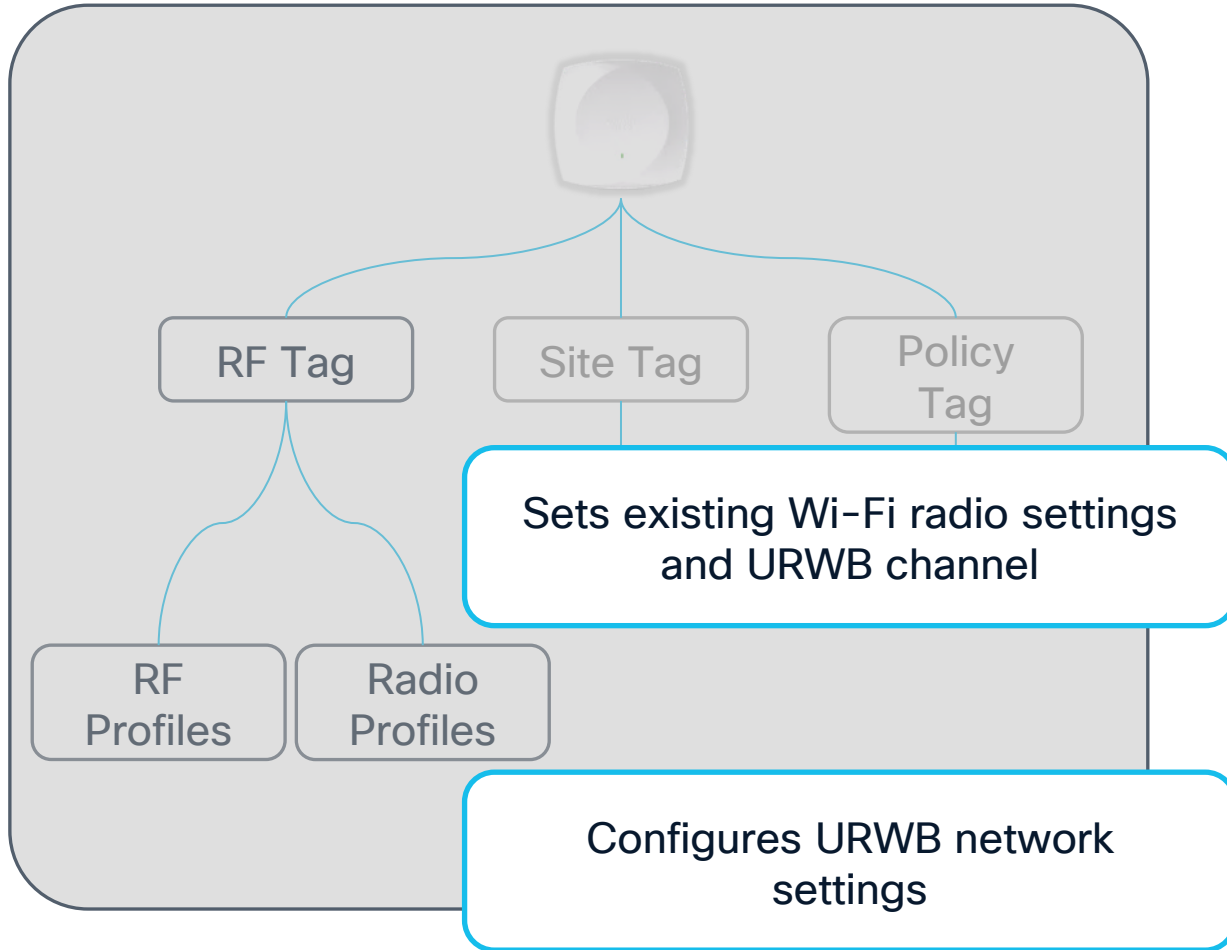 RF Tag
Site Tag
Policy
Tag
Sets existing Wi-Fi radio settings
and URWB channel
RF
Profiles
Radio
Profiles
Configures URWB network
settings